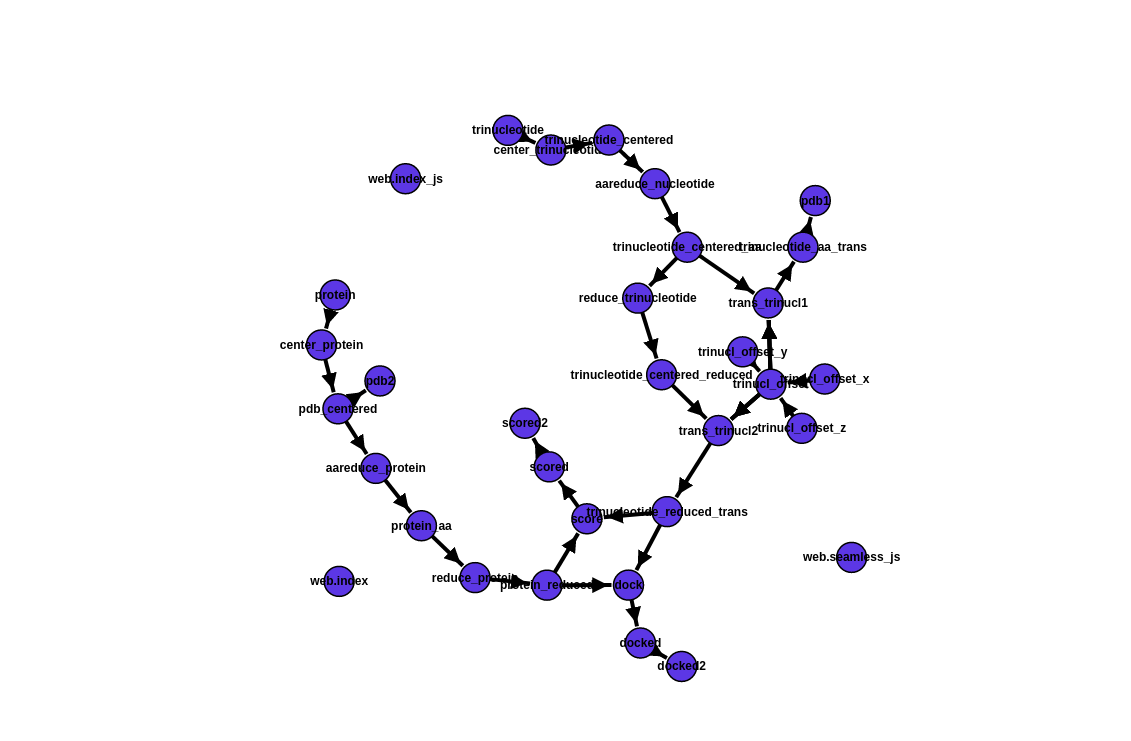 trinucleotide
trinucleotide_centered
center_trinucleotide
web.index_js
aareduce_nucleotide
pdb1
trinucleotide_centered_aa
trinucleotide_aa_trans
protein
reduce_trinucleotide
trans_trinucl1
center_protein
trinucl_offset_y
trinucleotide_centered_reduced
pdb2
trinucl_offset
trinucl_offset_x
pdb_centered
scored2
trans_trinucl2
trinucl_offset_z
aareduce_protein
scored
trinucleotide_reduced_trans
score
protein_aa
web.seamless_js
web.index
reduce_protein
protein_reduced
dock
docked
docked2